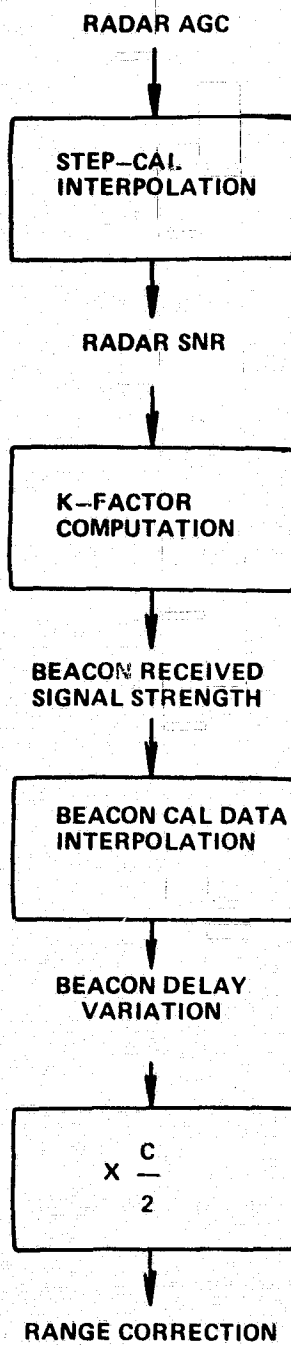 RADAR AGC
STEP–CAL
INTERPOLATION
RADAR SNR
K–FACTOR
COMPUTATION
BEACON RECEIVED
SIGNAL STRENGTH
BEACON CAL DATA
INTERPOLATION
BEACON DELAY
VARIATION
X C
2
RANGE CORRECTION